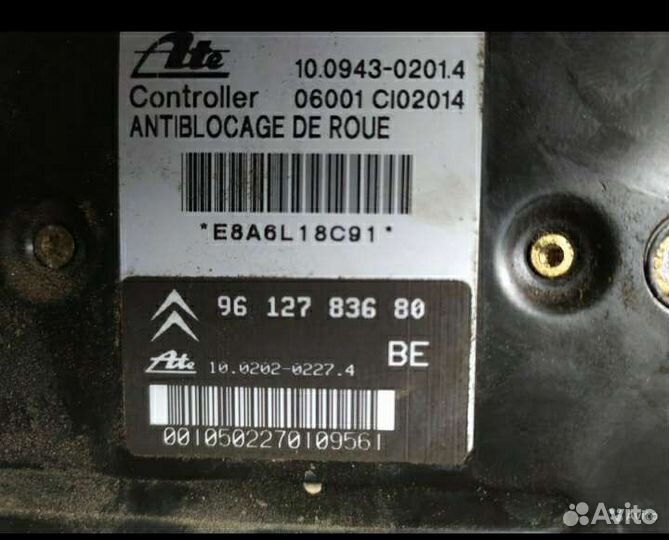 Ate 10.0943-0201.4
Controller 06001 CI02014
ANTIBLOCAGE DE ROUE
*E8A6L18C91*
96 127 836 80
BE
Ate 10.0202-0227.4
0010502270109561
Avito